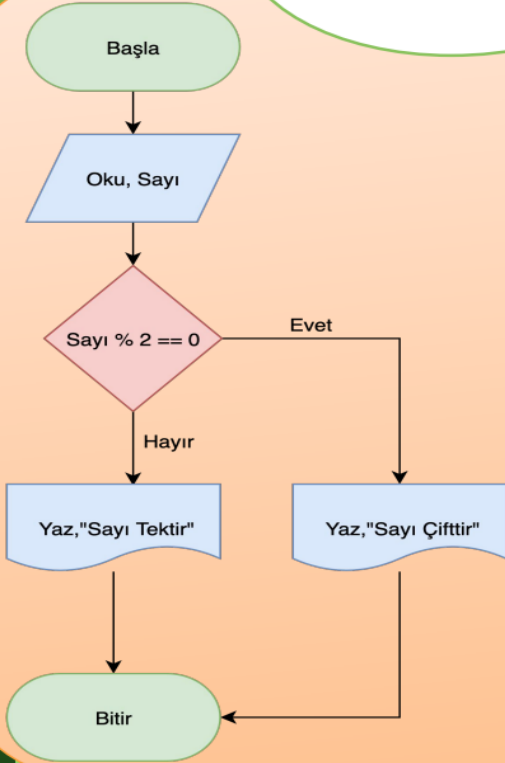 Başla
Oku, Sayı
Sayı % 2 == 0
Evet
Hayır
Yaz,"Sayı Tektir"
Yaz,"Sayı Çifttir"
Bitir